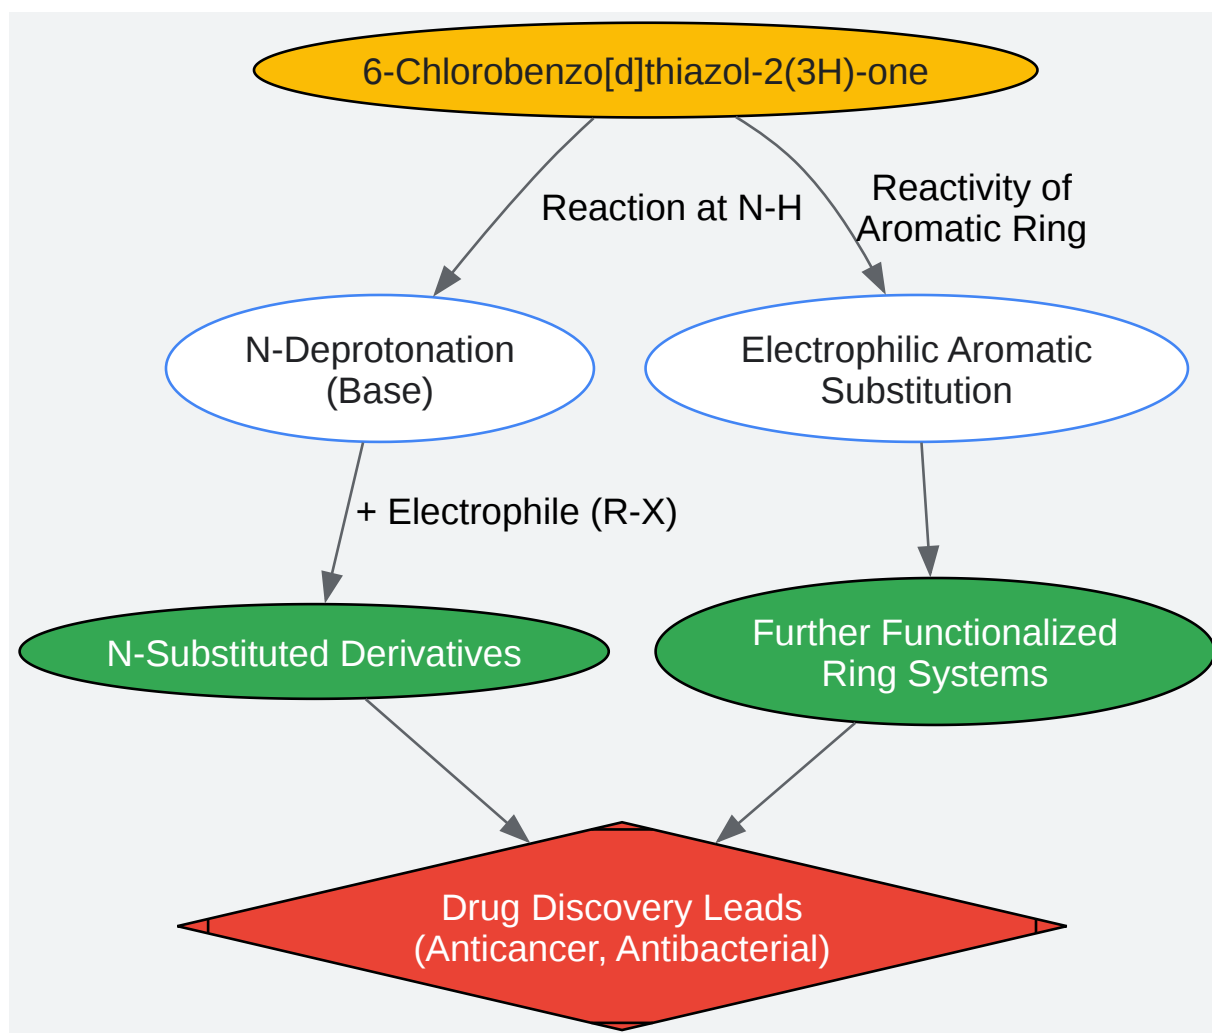 6-Chlorobenzo[d]thiazol-2(3H)-one
Reaction at N-H
Reactivity of
Aromatic Ring
N-Deprotonation
(Base)
Electrophilic Aromatic
Substitution
+ Electrophile (R-X)
N-Substituted Derivatives
Further Functionalized
Ring Systems
Drug Discovery Leads
(Anticancer, Antibacterial)